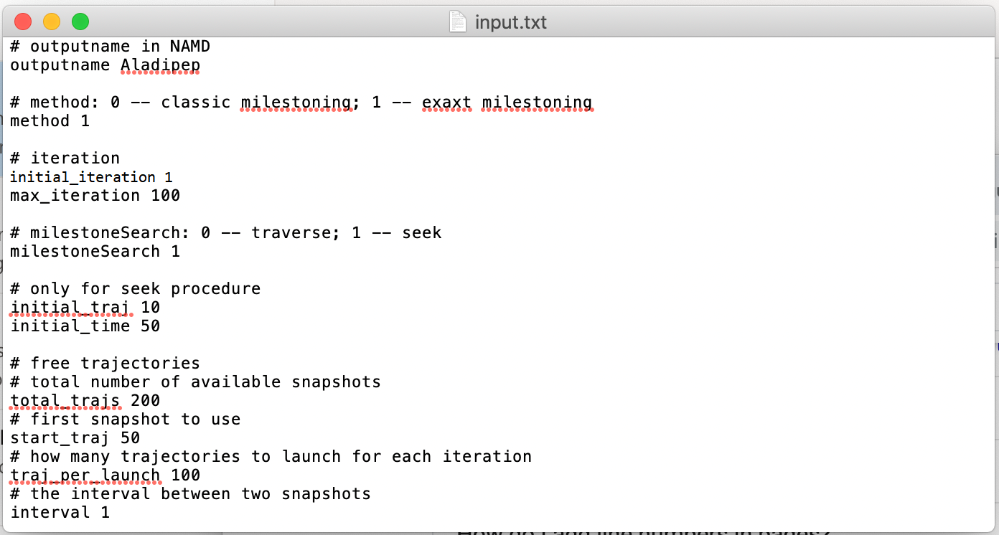 input.txt
# outputname in NAMD
outputname Aladipep
# method: 0 -- classic milestoning; 1 -- exaxt milestoning
method 1
# iteration
initial_iteration 1
max_iteration 100
# milestoneSearch: 0 -- traverse; 1 -- seek
milestoneSearch 1
# only for seek procedure
initial_traj 10
initial_time 50
# free trajectories
# total number of available snapshots
total_trajs 200
# first snapshot to use
start_traj 50
# how many trajectories to launch for each iteration
traj_per_launch 100
# the interval between two snapshots
interval 1